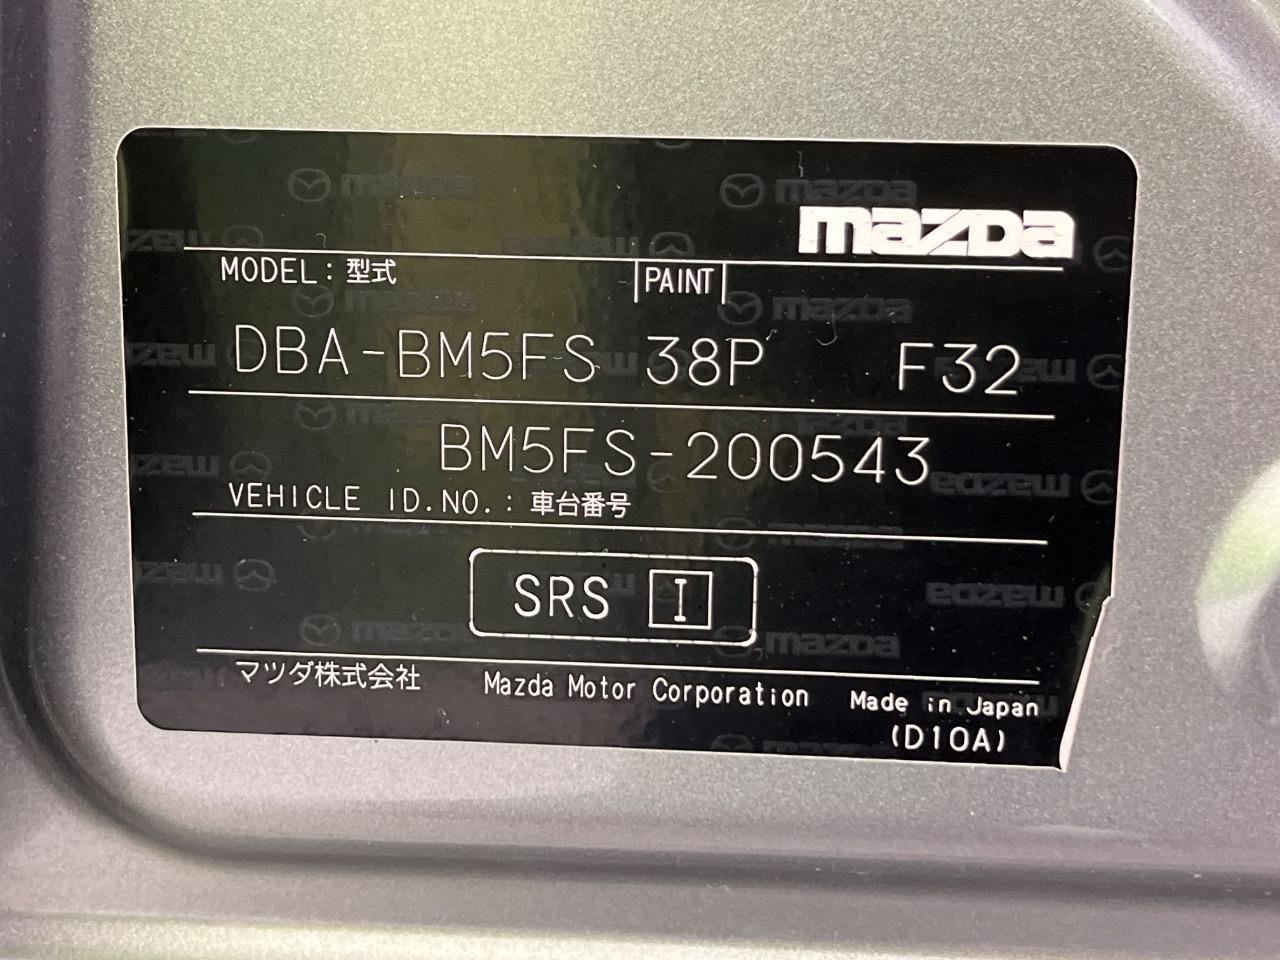 mazda
MODEL: 型式 PAINT
DBA-BM5FS 38P F32
BM5FS-200543
VEHICLE ID.NO.: 車台番号
SRS I
マツダ株式会社 Mazda Motor Corporation Made in Japan
(D10A)